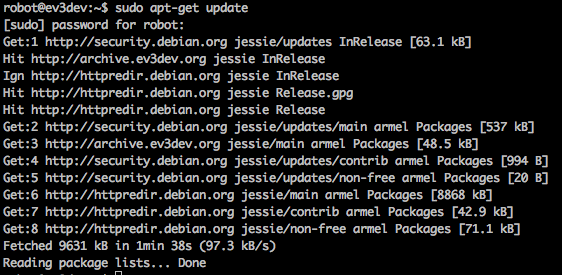 robot@ev3dev:~$ sudo apt-get update
[sudo] password for robot:
Get:1 http://security.debian.org jessie/updates InRelease [63.1 kB]
Hit http://archive.ev3dev.org jessie InRelease
Ign http://httpredir.debian.org jessie InRelease
Hit http://httpredir.debian.org jessie Release.gpg
Hit http://httpredir.debian.org jessie Release
Get:2 http://security.debian.org jessie/updates/main armel Packages [537 kB]
Get:3 http://archive.ev3dev.org jessie/main armel Packages [48.5 kB]
Get:4 http://security.debian.org jessie/updates/contrib armel Packages [994 B]
Get:5 http://security.debian.org jessie/updates/non-free armel Packages [20 B]
Get:6 http://httpredir.debian.org jessie/main armel Packages [8868 kB]
Get:7 http://httpredir.debian.org jessie/contrib armel Packages [42.9 kB]
Get:8 http://httpredir.debian.org jessie/non-free armel Packages [71.1 kB]
Fetched 9631 kB in 1min 38s (97.3 kB/s)
Reading package lists... Done